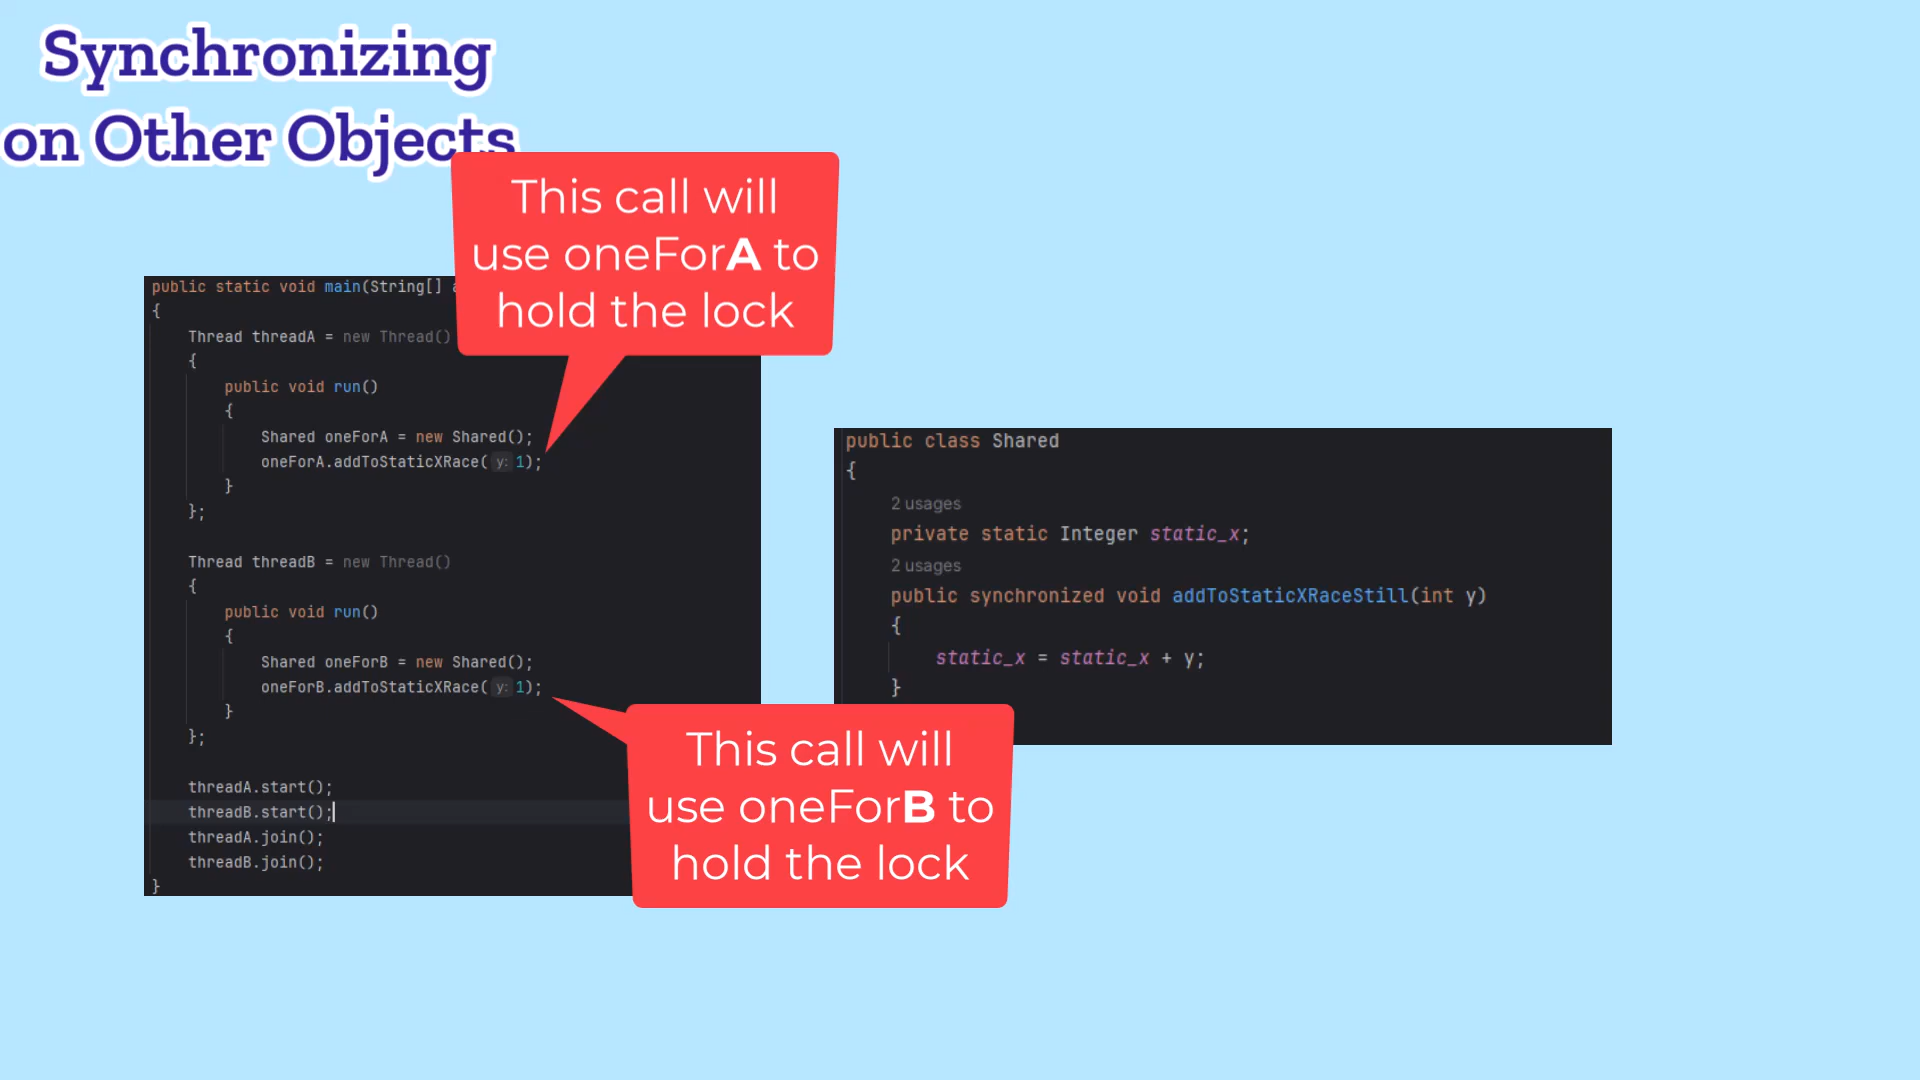 Synchronizing
on Other Objects
This call will
use oneForA to
hold the lock
public static void main(String[] a
{
Thread threadA = new Thread()
{
public void run()
{
Shared oneForA = new Shared();
oneForA.addToStaticXRace( y: 1);
}
};
Thread threadB = new Thread()
{
public void run()
{
Shared oneForB = new Shared();
oneForB.addToStaticXRace( y: 1);
}
};
threadA.start();
threadB.start();
threadA.join();
threadB.join();
}
This call will
use oneForB to
hold the lock
public class Shared
{
2 usages
private static Integer static_x;
2 usages
public synchronized void addToStaticXRaceStill(int y)
{
static_x = static_x + y;
}